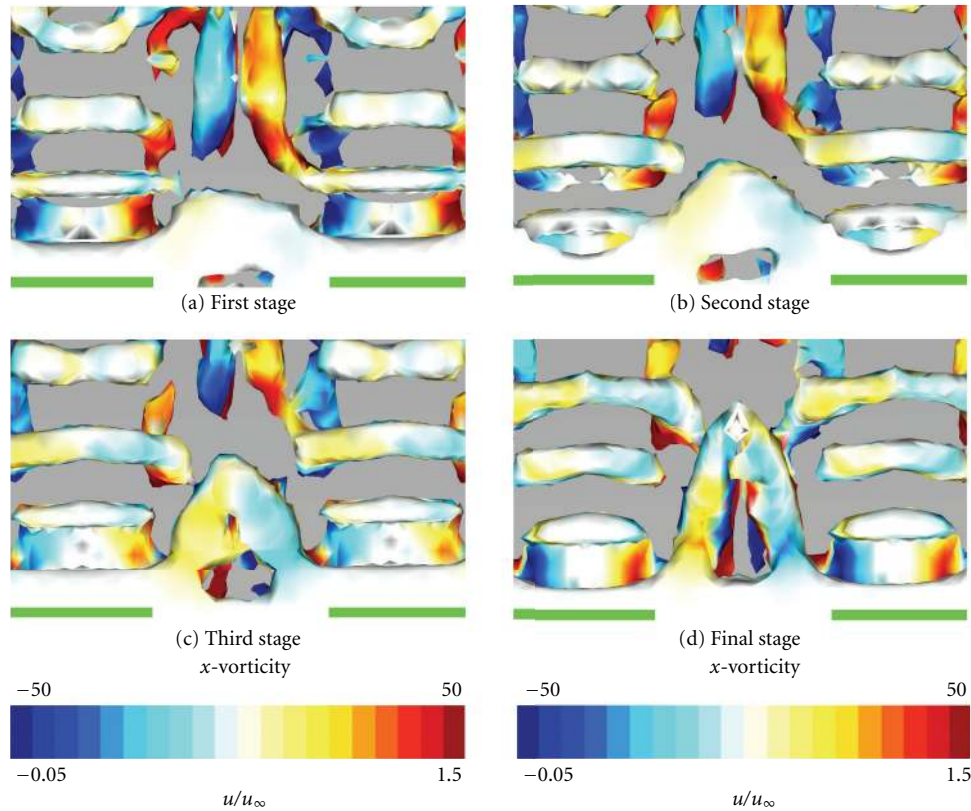 (a) First stage
(b) Second stage
(c) Third stage
(d) Final stage
x-vorticity
x-vorticity
−50 50
−50 50
−0.05 1.5
−0.05 1.5
u/u∞
u/u∞